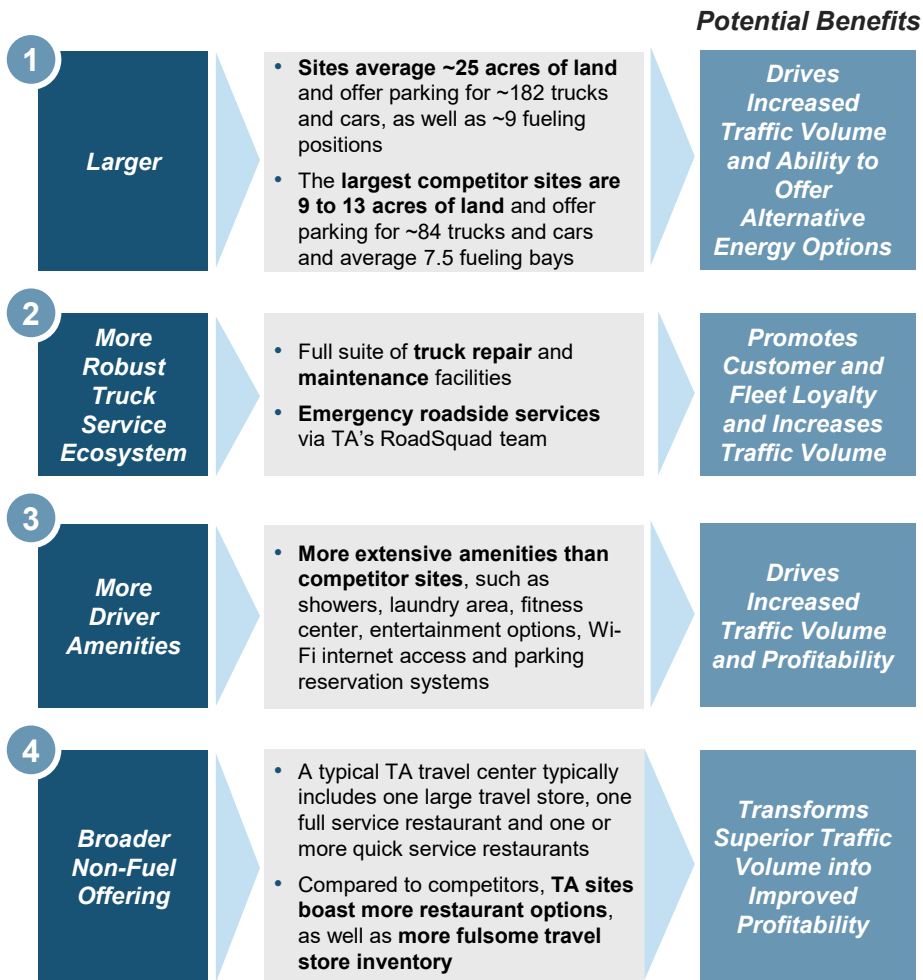 Potential Benefits
1
Larger
• Sites average ~25 acres of land
and offer parking for ~182 trucks
and cars, as well as ~9 fueling
positions
• The largest competitor sites are
9 to 13 acres of land and offer
parking for ~84 trucks and cars
and average 7.5 fueling bays
Drives
Increased
Traffic Volume
and Ability to
Offer
Alternative
Energy Options
2
More
Robust
Truck
Service
Ecosystem
• Full suite of truck repair and
maintenance facilities
• Emergency roadside services
via TA's RoadSquad team
Promotes
Customer and
Fleet Loyalty
and Increases
Traffic Volume
3
More
Driver
Amenities
• More extensive amenities than
competitor sites, such as
showers, laundry area, fitness
center, entertainment options, Wi-
Fi internet access and parking
reservation systems
Drives
Increased
Traffic Volume
and Profitability
4
Broader
Non-Fuel
Offering
• A typical TA travel center typically
includes one large travel store, one
full service restaurant and one or
more quick service restaurants
• Compared to competitors, TA sites
boast more restaurant options,
as well as more fulsome travel
store inventory
Transforms
Superior Traffic
Volume into
Improved
Profitability